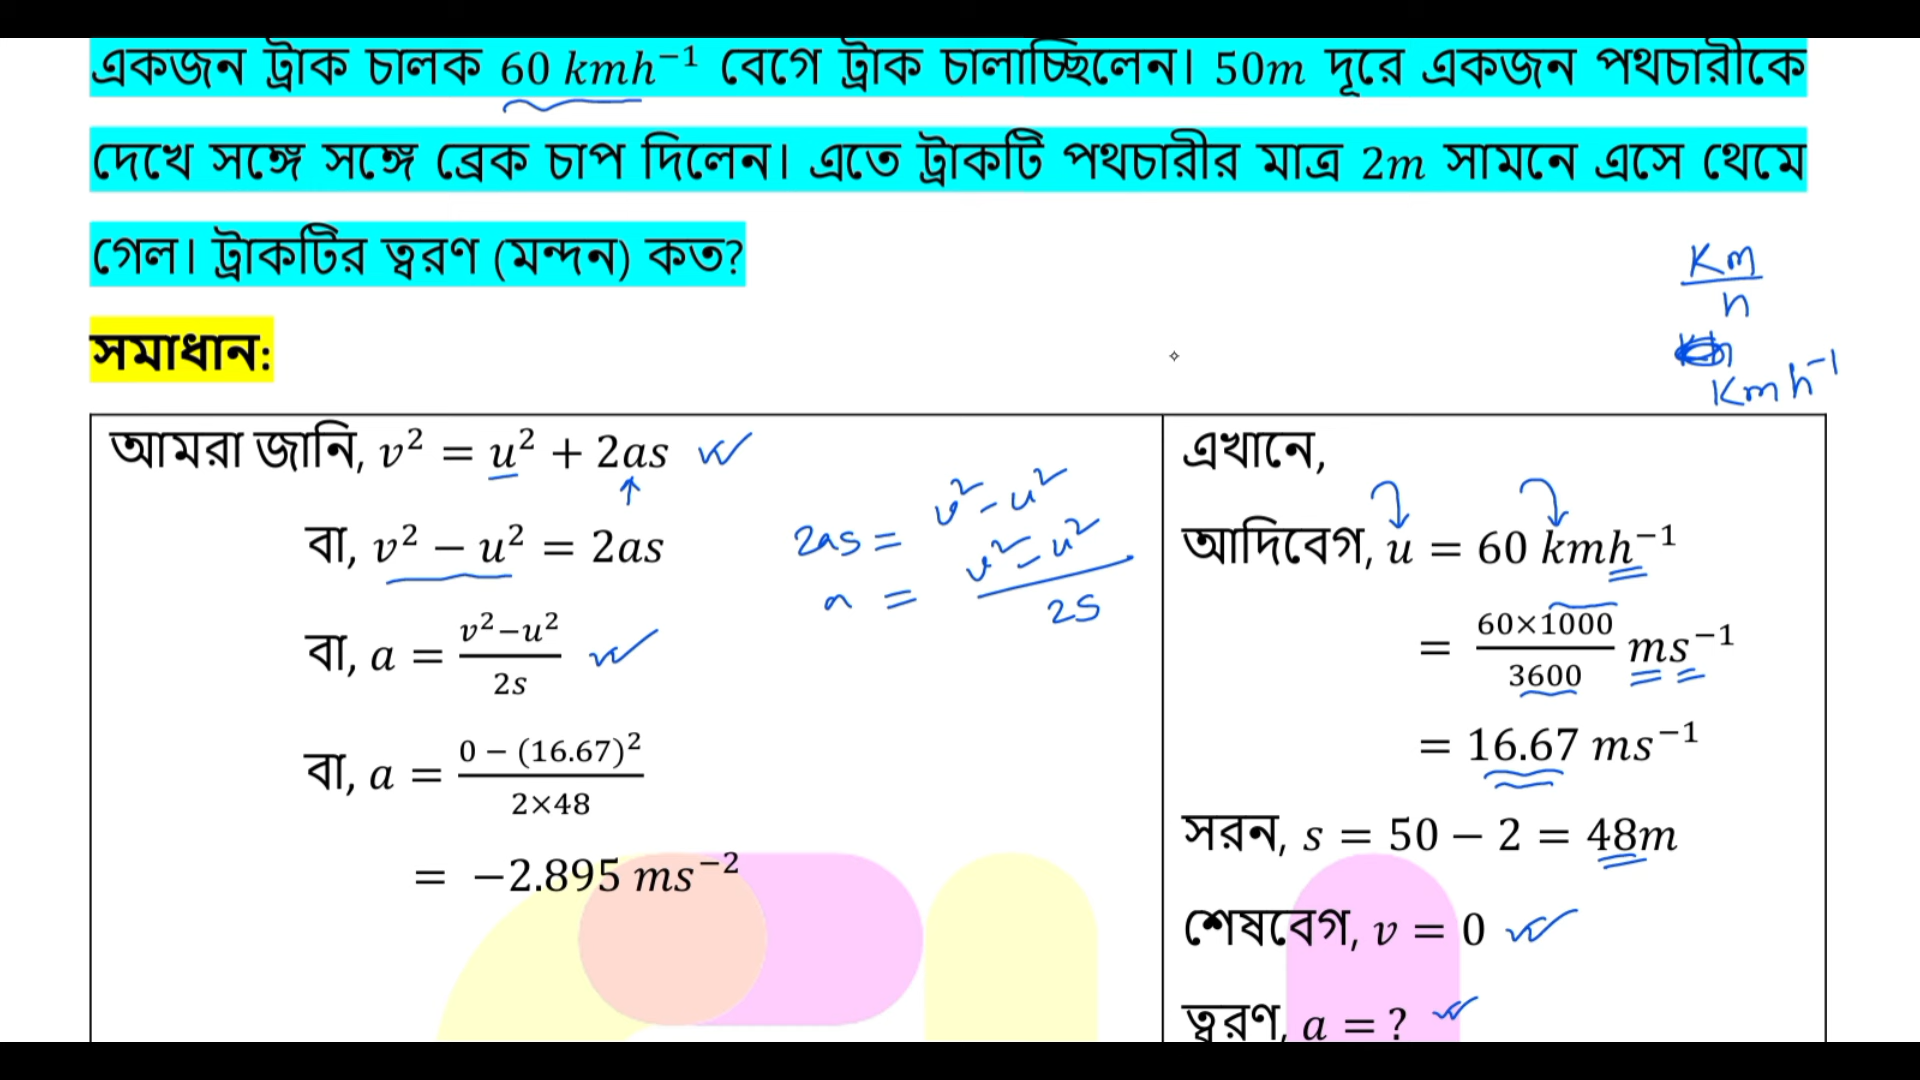 একজন ট্রাক চালক 60 kmh⁻¹ বেগে ট্রাক চালাচ্ছিলেন। 50m দূরে একজন পথচারীকে
দেখে সঙ্গে সঙ্গে ব্রেক চাপ দিলেন। এতে ট্রাকটি পথচারীর মাত্র 2m সামনে এসে থেমে
গেল। ট্রাকটির ত্বরণ (মন্দন) কত?
Km/h
Kmh⁻¹
সমাধান:
আমরা জানি, v² = u² + 2as
বা, v² − u² = 2as
বা, a = (v²−u²)/2s
বা, a = (0 − (16.67)²)/(2×48)
= −2.895 ms⁻²
2as = v² − u²
a = (v² − u²)/2s
এখানে,
আদিবেগ, u = 60 kmh⁻¹
= (60×1000)/3600 ms⁻¹
= 16.67 ms⁻¹
সরন, s = 50 − 2 = 48m
শেষবেগ, v = 0
ত্বরণ, a = ?